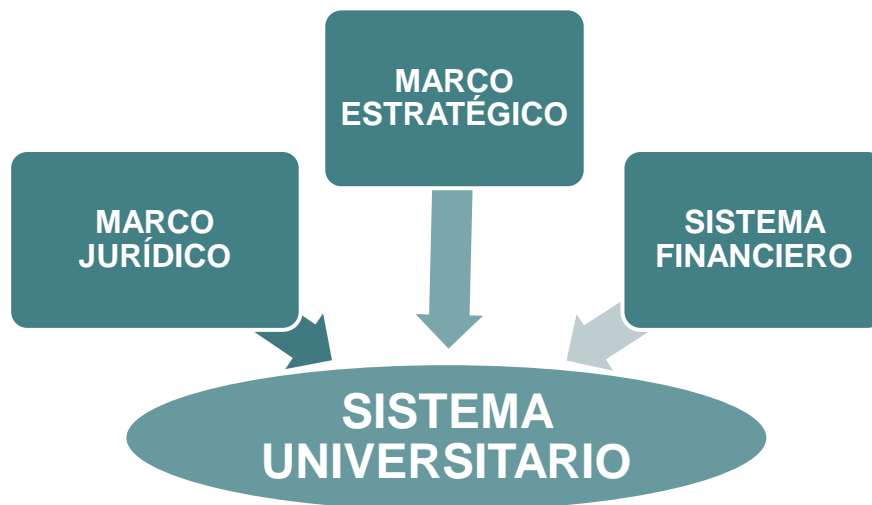 MARCO
ESTRATÉGICO
MARCO
JURÍDICO
SISTEMA
FINANCIERO
SISTEMA
UNIVERSITARIO